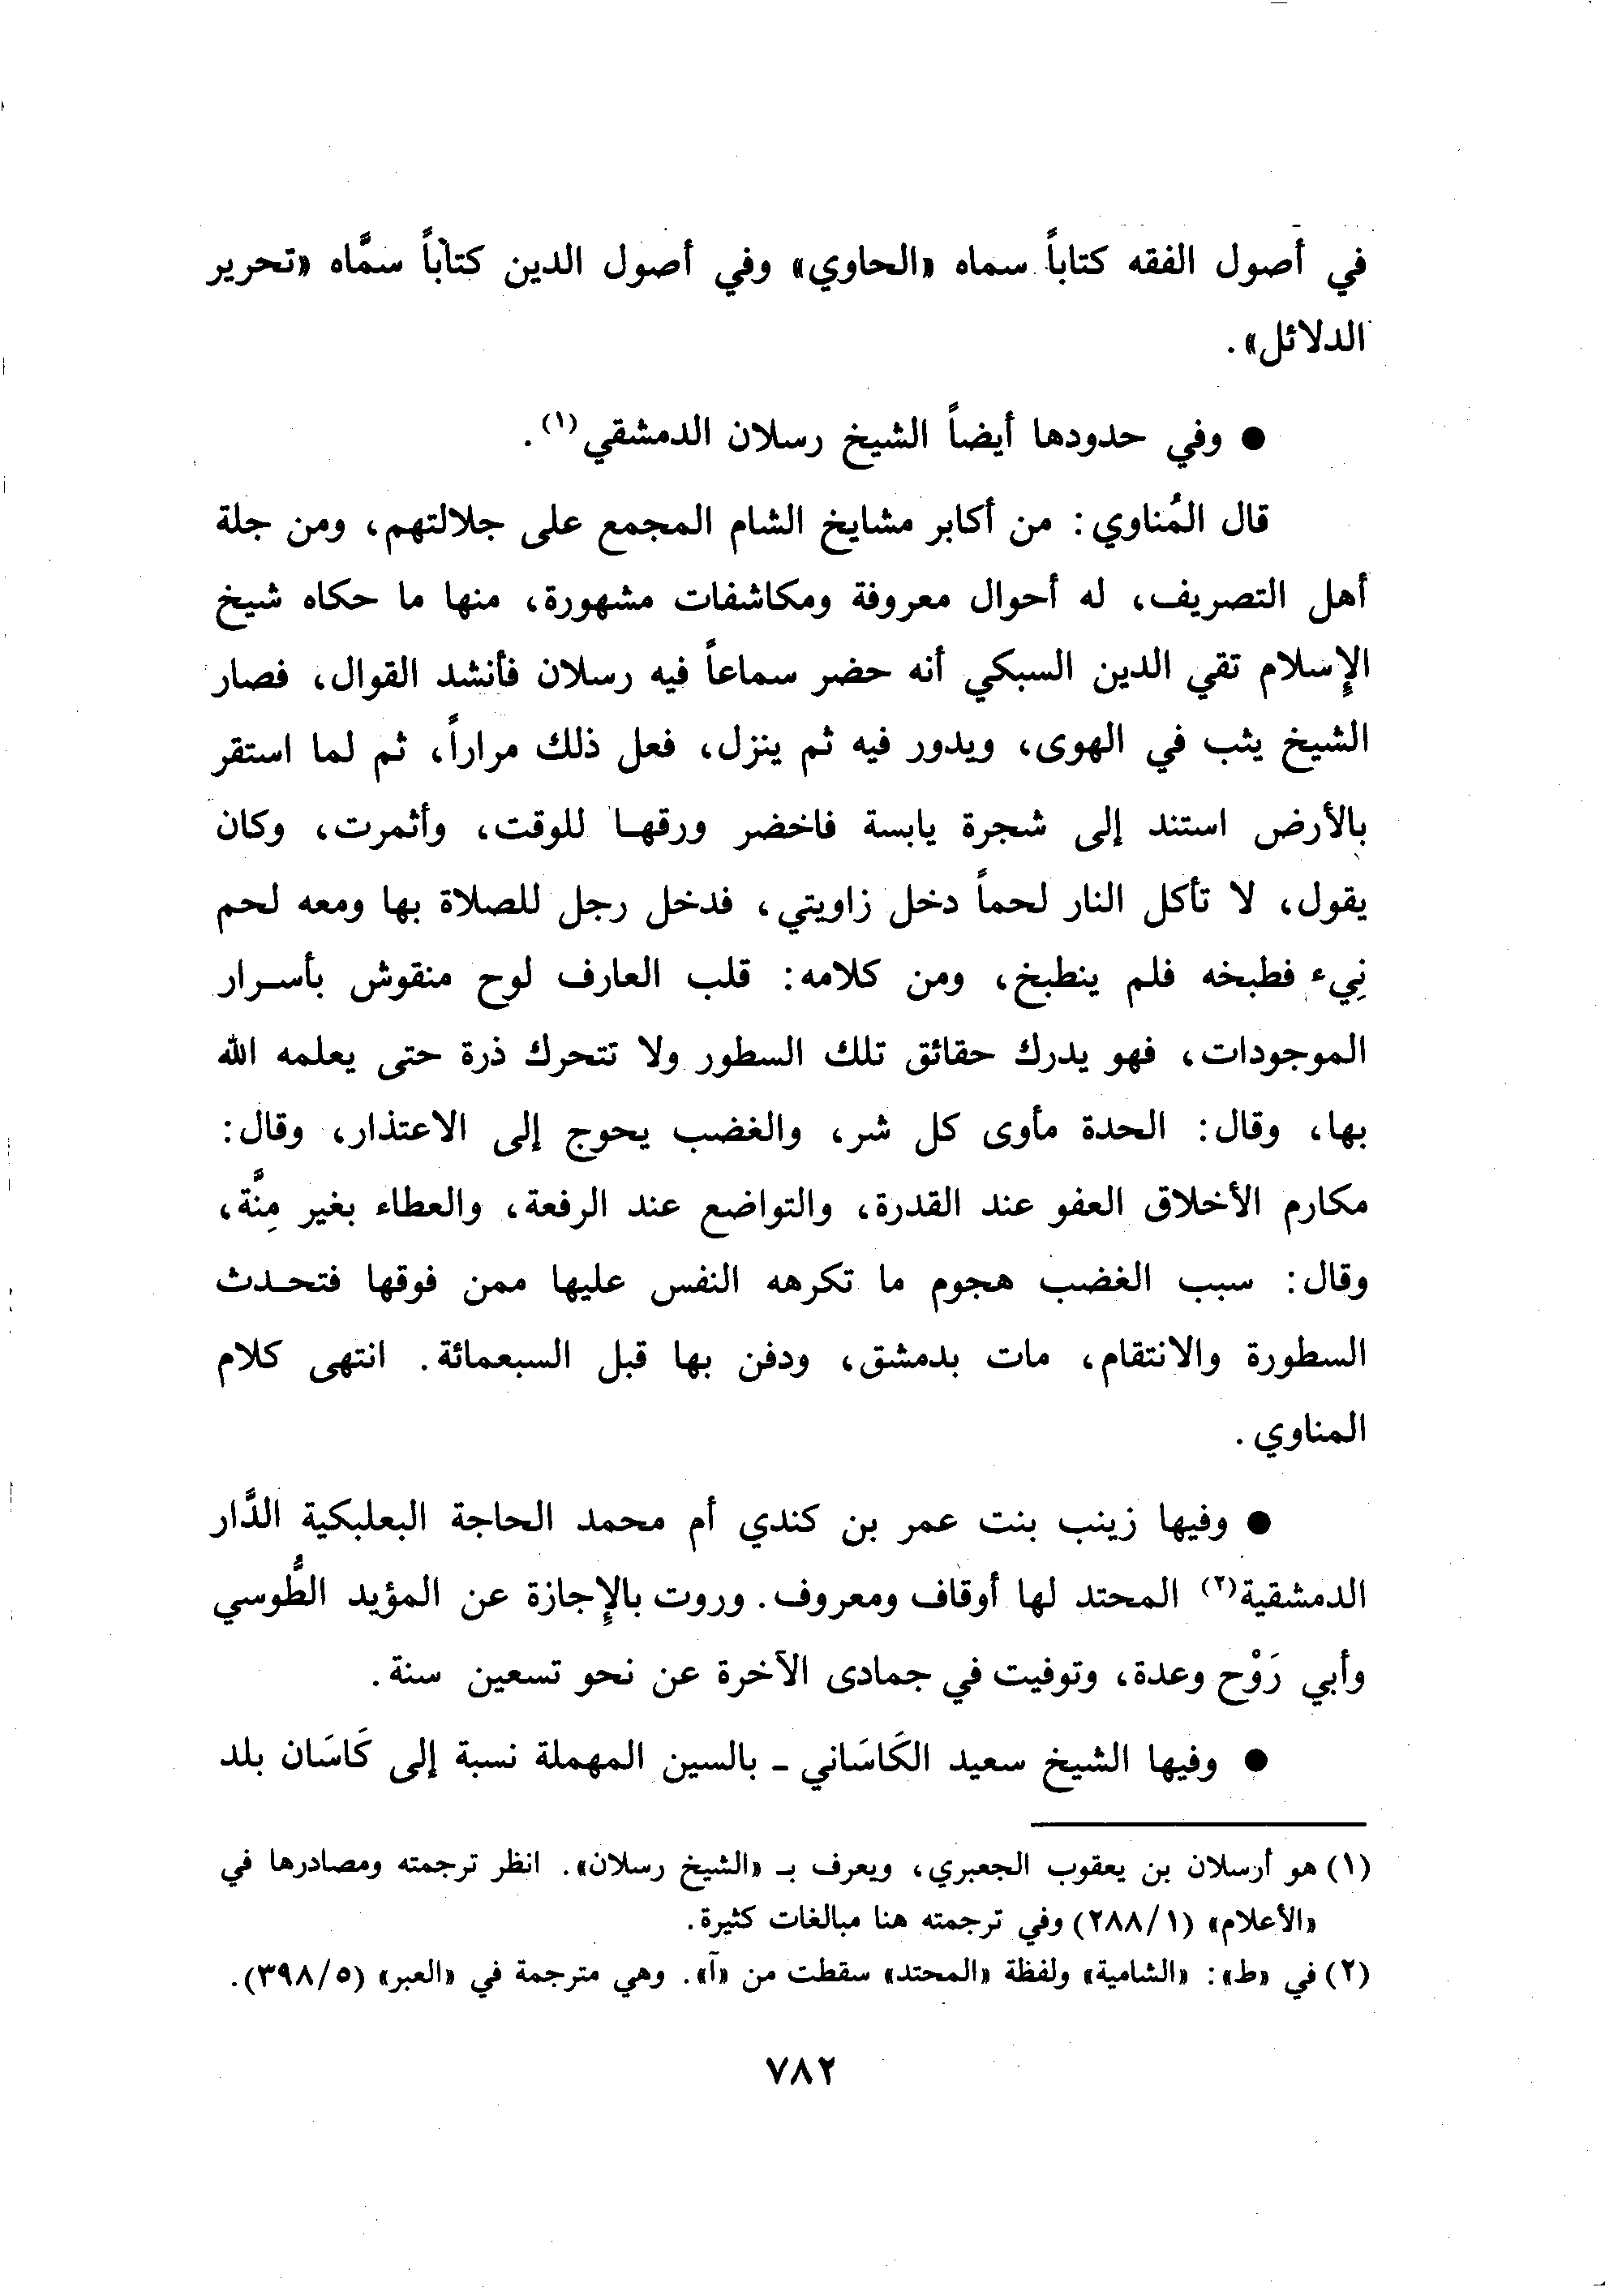 في أصول الفقه كتاباً سماه «الحاوي» وفي أصول الدين كتاباً سمَّاه «تحرير
الدلائل».
● وفي حدودها أيضاً الشيخ رسلان الدمشقي(١).
قال المُناوي: من أكابر مشايخ الشام المجمع على جلالتهم، ومن جلة
أهل التصريف، له أحوال معروفة ومكاشفات مشهورة، منها ما حكاه شيخ
الإِسلام تقي الدين السبكي أنه حضر سماعاً فيه رسلان فأنشد القوال، فصار
الشيخ يثب في الهوى، ويدور فيه ثم ينزل، فعل ذلك مراراً، ثم لما استقر
بالأرض استند إلى شجرة يابسة فاخضر ورقها للوقت، وأثمرت، وكان
يقول، لا تأكل النار لحماً دخل زاويتي، فدخل رجل للصلاة بها ومعه لحم
نِيء فطبخه فلم ينطبخ، ومن كلامه: قلب العارف لوح منقوش بأسرار
الموجودات، فهو يدرك حقائق تلك السطور ولا تتحرك ذرة حتى يعلمه الله
بها، وقال: الحدة مأوى كل شر، والغضب يحوج إلى الاعتذار، وقال:
مكارم الأخلاق العفو عند القدرة، والتواضع عند الرفعة، والعطاء بغير مِنَّة،
وقال: سبب الغضب هجوم ما تكرهه النفس عليها ممن فوقها فتحدث
السطورة والانتقام، مات بدمشق، ودفن بها قبل السبعمائة. انتهى كلام
المناوي.
● وفيها زينب بنت عمر بن كندي أم محمد الحاجة البعلبكية الدَّار
الدمشقية(٢) المحتد لها أوقاف ومعروف. وروت بالإِجازة عن المؤيد الطُّوسي
وأبي رَوْح وعدة، وتوفيت في جمادى الآخرة عن نحو تسعين سنة.
● وفيها الشيخ سعيد الكَاسَاني ـ بالسين المهملة نسبة إلى كَاسَان بلد
(١) هو أرسلان بن يعقوب الجعبري، ويعرف بـ «الشيخ رسلان». انظر ترجمته ومصادرها في
«الأعلام» (٢٨٨/١) وفي ترجمته هنا مبالغات كثيرة.
(٢) في «ط»: «الشامية» ولفظة «المحتد» سقطت من «آ». وهي مترجمة في «العبر» (٣٩٨/٥).
٧٨٢